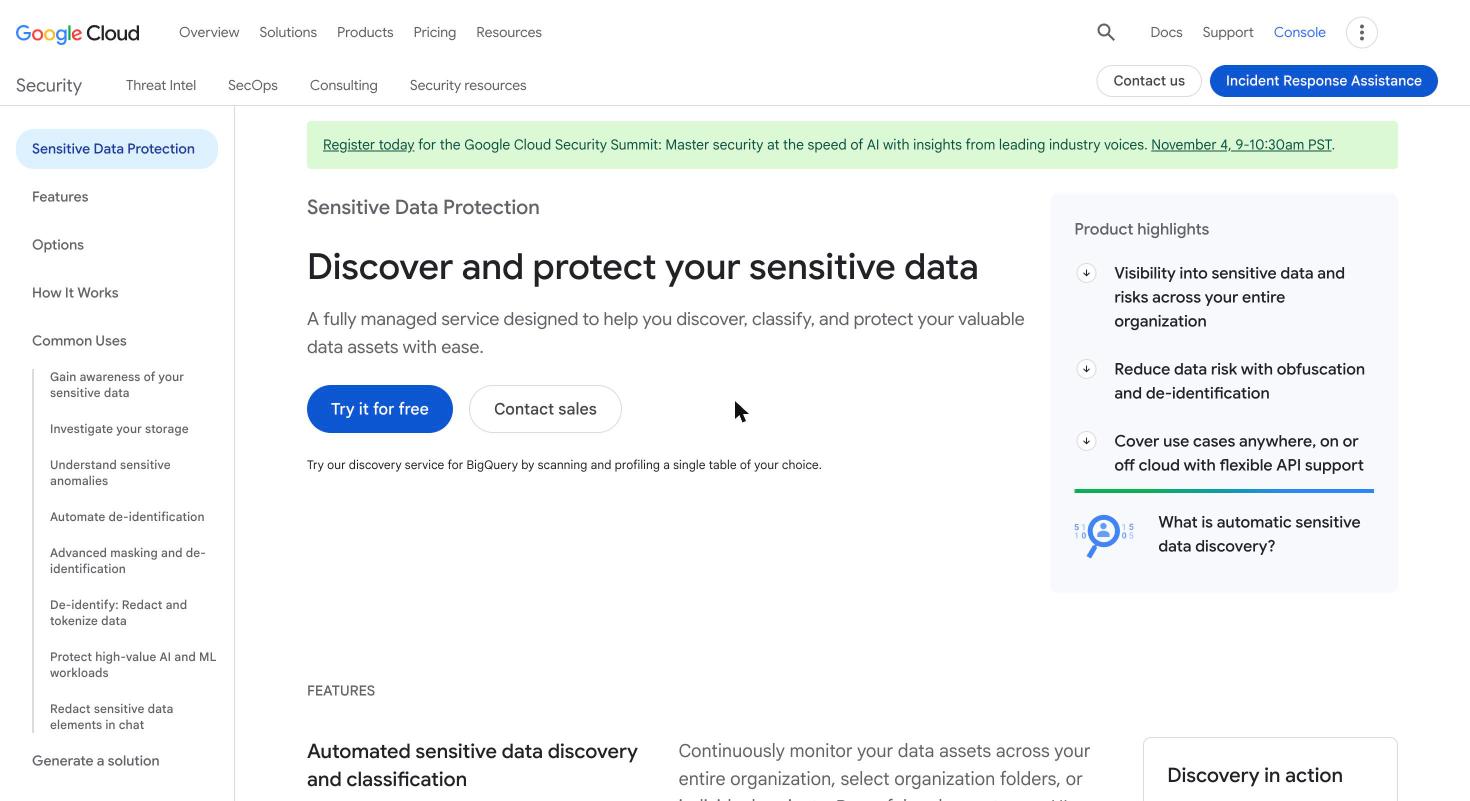 Google Cloud
Overview
Solutions
Products
Pricing
Resources
Docs
Support
Console
Security
Threat Intel
SecOps
Consulting
Security resources
Contact us
Incident Response Assistance
Sensitive Data Protection
Features
Options
How It Works
Common Uses
Gain awareness of your
sensitive data
Investigate your storage
Understand sensitive
anomalies
Automate de-identification
Advanced masking and de-
identification
De-identify: Redact and
tokenize data
Protect high-value AI and ML
workloads
Redact sensitive data
elements in chat
Generate a solution
Register today for the Google Cloud Security Summit: Master security at the speed of AI with insights from leading industry voices. November 4, 9-10:30am PST.
Sensitive Data Protection
Discover and protect your sensitive data
A fully managed service designed to help you discover, classify, and protect your valuable
data assets with ease.
Try it for free
Contact sales
Try our discovery service for BigQuery by scanning and profiling a single table of your choice.
Product highlights
Visibility into sensitive data and
risks across your entire
organization
Reduce data risk with obfuscation
and de-identification
Cover use cases anywhere, on or
off cloud with flexible API support
What is automatic sensitive
data discovery?
FEATURES
Automated sensitive data discovery
and classification
Continuously monitor your data assets across your
entire organization, select organization folders, or
Discovery in action